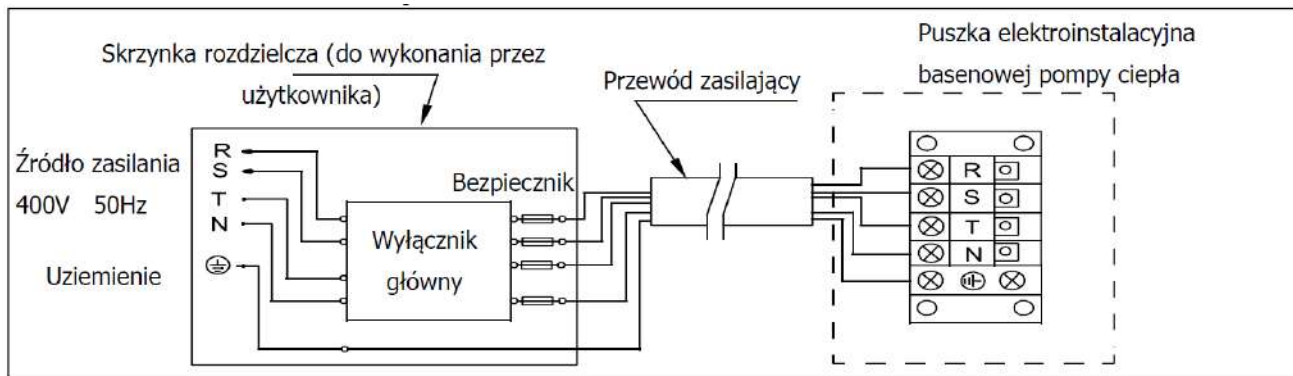 Skrzynka rozdzielcza (do wykonania przez
użytkownika)
Przewód zasilający
Puszka elektroinstalacyjna
basenowej pompy ciepła
Źródło zasilania
400V 50Hz
Uziemienie
R
S
T
N
Bezpiecznik
Wyłącznik
główny
R
S
T
N